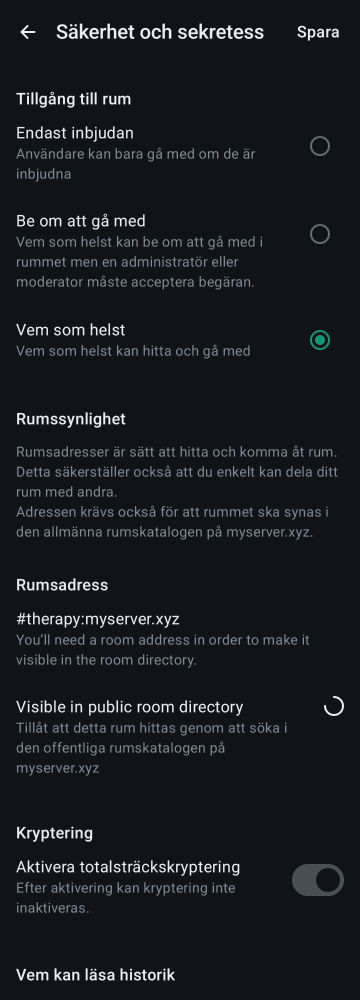 Säkerhet och sekretess Spara
Tillgång till rum
Endast inbjudan
Användare kan bara gå med om de är
inbjudna
Be om att gå med
Vem som helst kan be om att gå med i
rummet men en administratör eller
moderator måste acceptera begäran.
Vem som helst
Vem som helst kan hitta och gå med
Rumssynlighet
Rumsadresser är sätt att hitta och komma åt rum.
Detta säkerställer också att du enkelt kan dela ditt
rum med andra.
Adressen krävs också för att rummet ska synas i
den allmänna rumskatalogen på myserver.xyz.
Rumsadress
#therapy:myserver.xyz
You’ll need a room address in order to make it
visible in the room directory.
Visible in public room directory
Tillåt att detta rum hittas genom att söka i
den offentliga rumskatalogen på
myserver.xyz
Kryptering
Aktivera totalsträckskryptering
Efter aktivering kan kryptering inte
inaktiveras.
Vem kan läsa historik